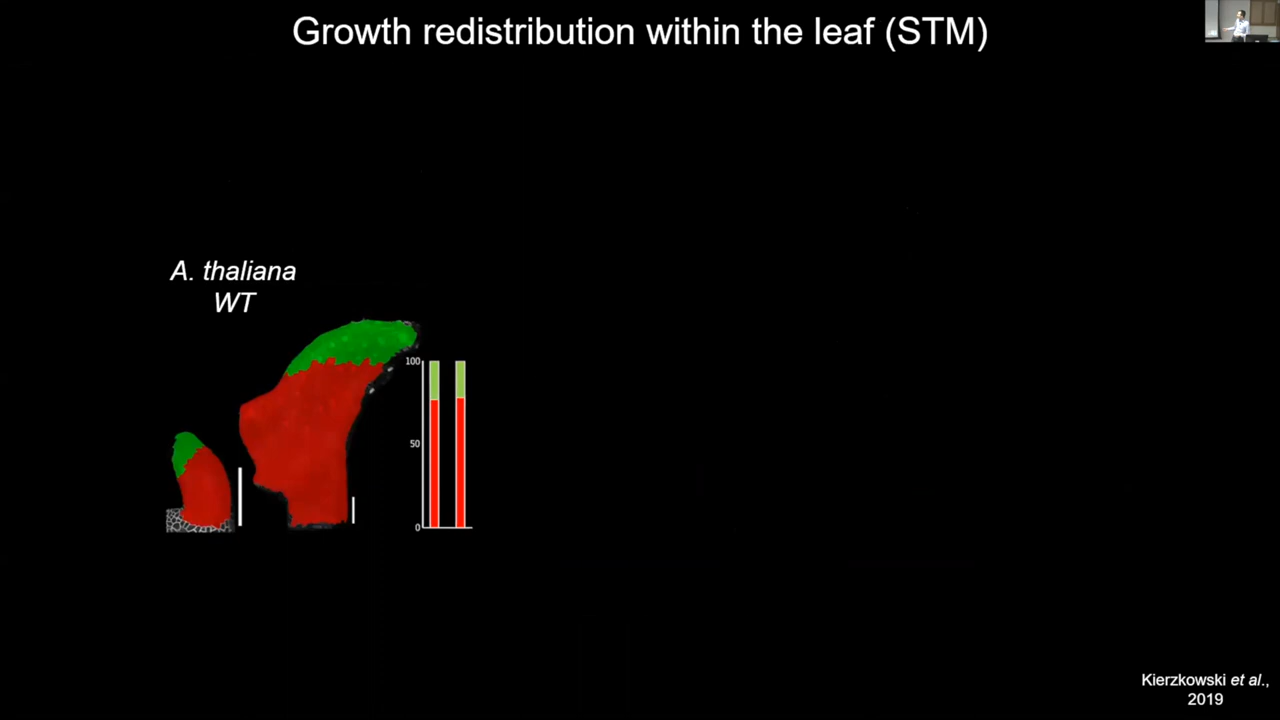 Growth redistribution within the leaf (STM)
A. thaliana
WT
100
50
0
Kierzkowski et al.,
2019